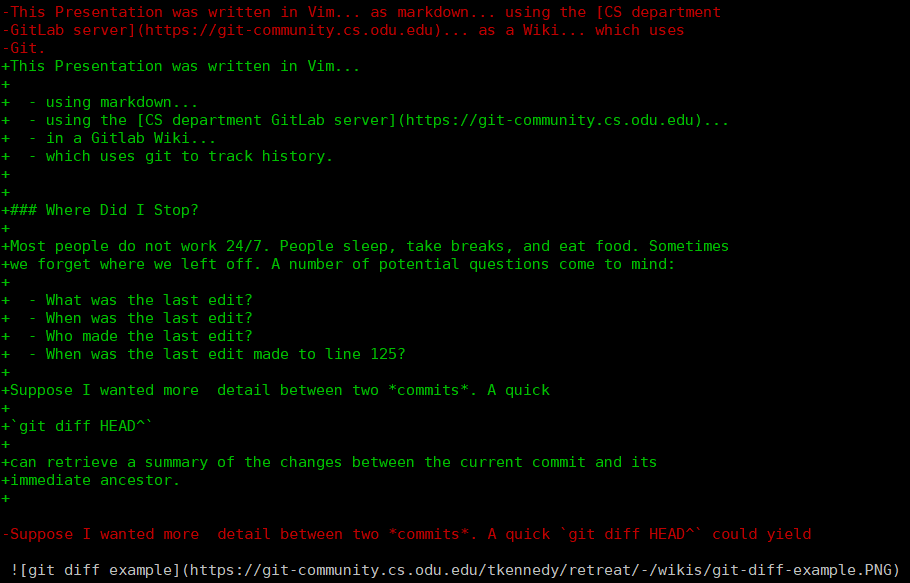 -This Presentation was written in Vim... as markdown... using the [CS department
-GitLab server](https://git-community.cs.odu.edu)... as a Wiki... which uses
-Git.
+This Presentation was written in Vim...
+
+  - using markdown...
+  - using the [CS department GitLab server](https://git-community.cs.odu.edu)...
+  - in a Gitlab Wiki...
+  - which uses git to track history.
+
+
+### Where Did I Stop?
+
+Most people do not work 24/7. People sleep, take breaks, and eat food. Sometimes
+we forget where we left off. A number of potential questions come to mind:
+
+  - What was the last edit?
+  - When was the last edit?
+  - Who made the last edit?
+  - When was the last edit made to line 125?
+
+Suppose I wanted more  detail between two *commits*. A quick
+
+`git diff HEAD^`
+
+can retrieve a summary of the changes between the current commit and its
+immediate ancestor.
+

-Suppose I wanted more  detail between two *commits*. A quick `git diff HEAD^` could yield

 ![git diff example](https://git-community.cs.odu.edu/tkennedy/retreat/-/wikis/git-diff-example.PNG)